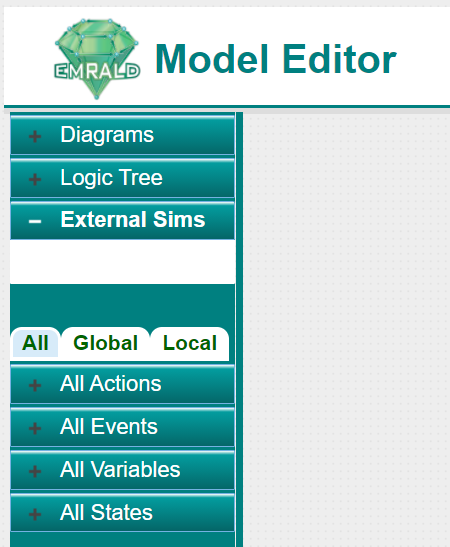 EMRALD
Model Editor
Diagrams
Logic Tree
External Sims
All Global Local
All Actions
All Events
All Variables
All States